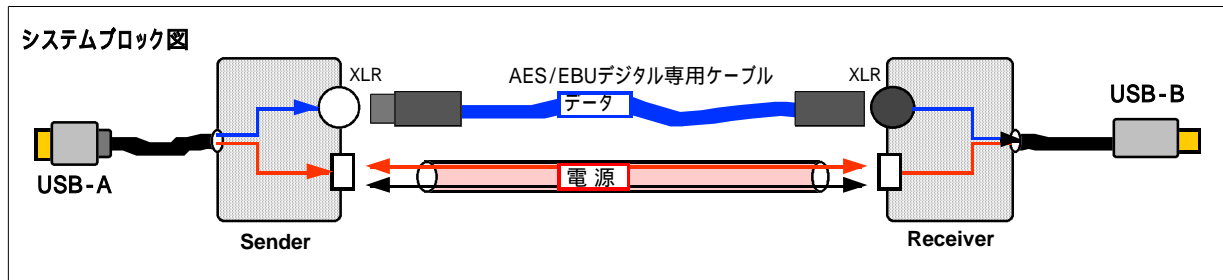 システムブロック図
XLR
AES/EBUデジタル専用ケーブル
XLR
データ
USB-B
USB-A
電源
Sender
Receiver